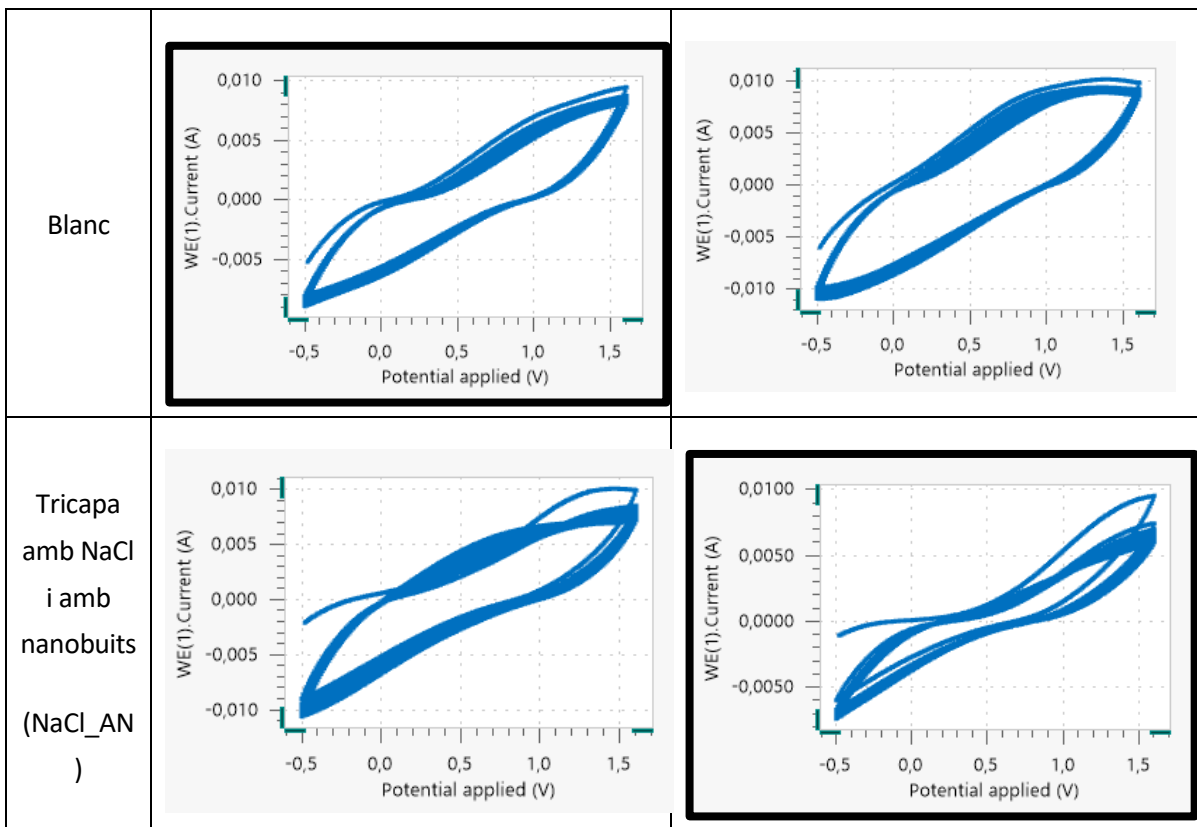 Blanc
0,010
0,005
0,000
-0,005
WE(1).Current (A)
-0,5 0,0 0,5 1,0 1,5
Potential applied (V)
0,010
0,005
0,000
-0,005
-0,010
WE(1).Current (A)
-0,5 0,0 0,5 1,0 1,5
Potential applied (V)
Tricapa
amb NaCl
i amb
nanobuits
(NaCl_AN
)
0,010
0,005
0,000
-0,005
-0,010
WE(1).Current (A)
-0,5 0,0 0,5 1,0 1,5
Potential applied (V)
0,0100
0,0050
0,0000
-0,0050
WE(1).Current (A)
-0,5 0,0 0,5 1,0 1,5
Potential applied (V)